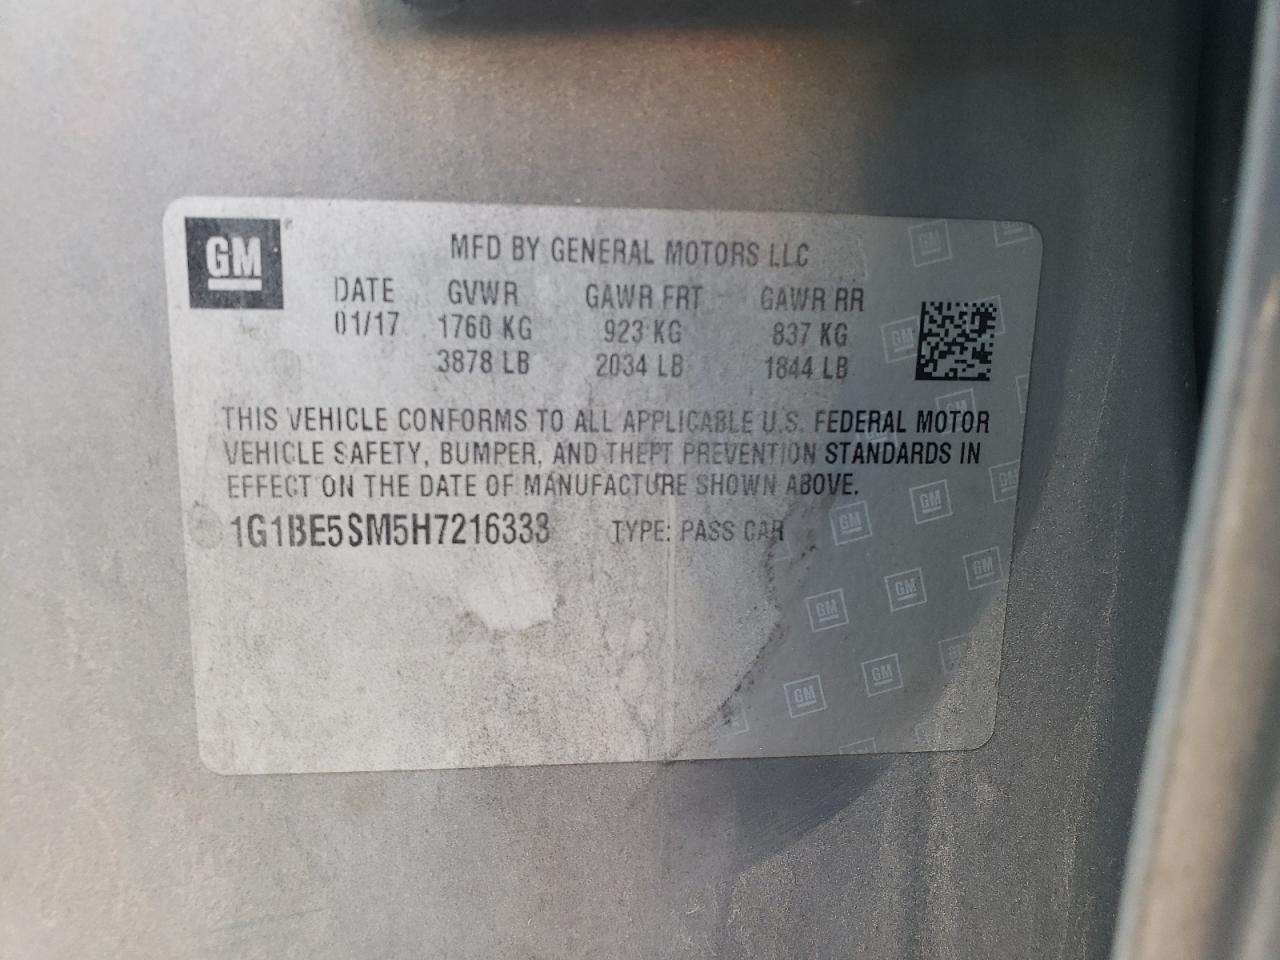 GM
MFD BY GENERAL MOTORS LLC
DATE GVWR GAWR FRT GAWR RR
01/17 1760 KG 923 KG 837 KG
3878 LB 2034 LB 1844 LB
THIS VEHICLE CONFORMS TO ALL APPLICABLE U.S. FEDERAL MOTOR
VEHICLE SAFETY, BUMPER, AND THEFT PREVENTION STANDARDS IN
EFFECT ON THE DATE OF MANUFACTURE SHOWN ABOVE.
1G1BE5SM5H7216333 TYPE: PASS CAR